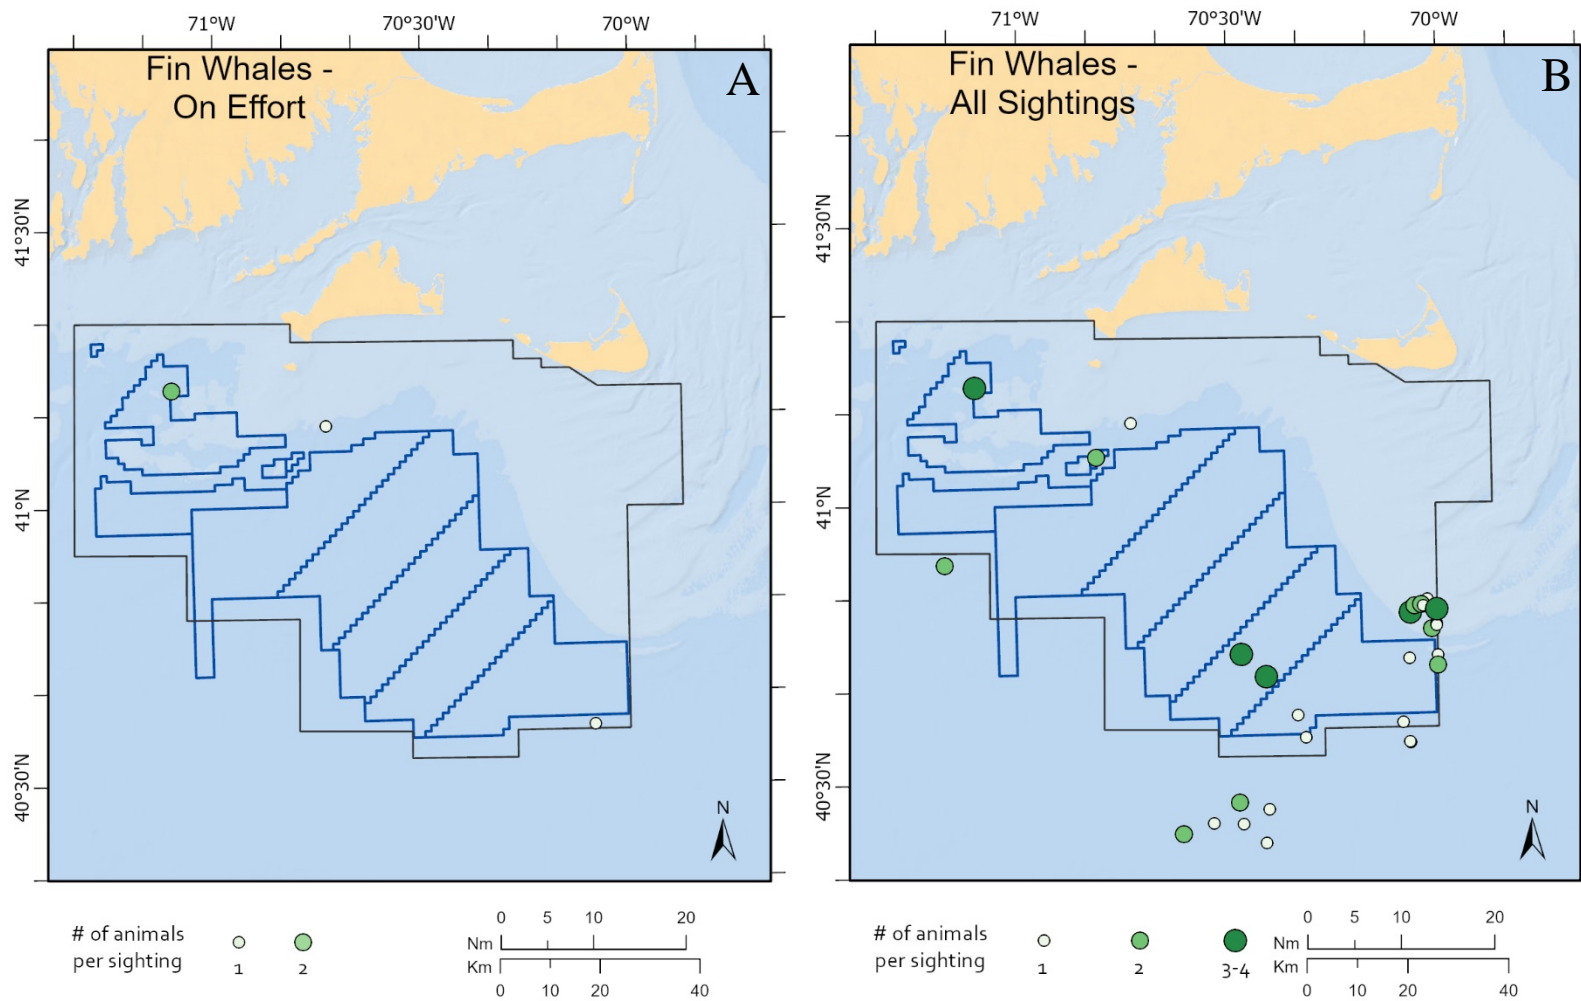 71°W 70°30'W 70°W
Fin Whales -
On Effort
A
41°30'N
41°N
40°30'N
N
# of animals
per sighting
1 2
0 5 10 20
Nm
Km
0 10 20 40
71°W 70°30'W 70°W
Fin Whales -
All Sightings
B
41°30'N
41°N
40°30'N
N
# of animals
per sighting
1 2 3-4
0 5 10 20
Nm
Km
0 10 20 40